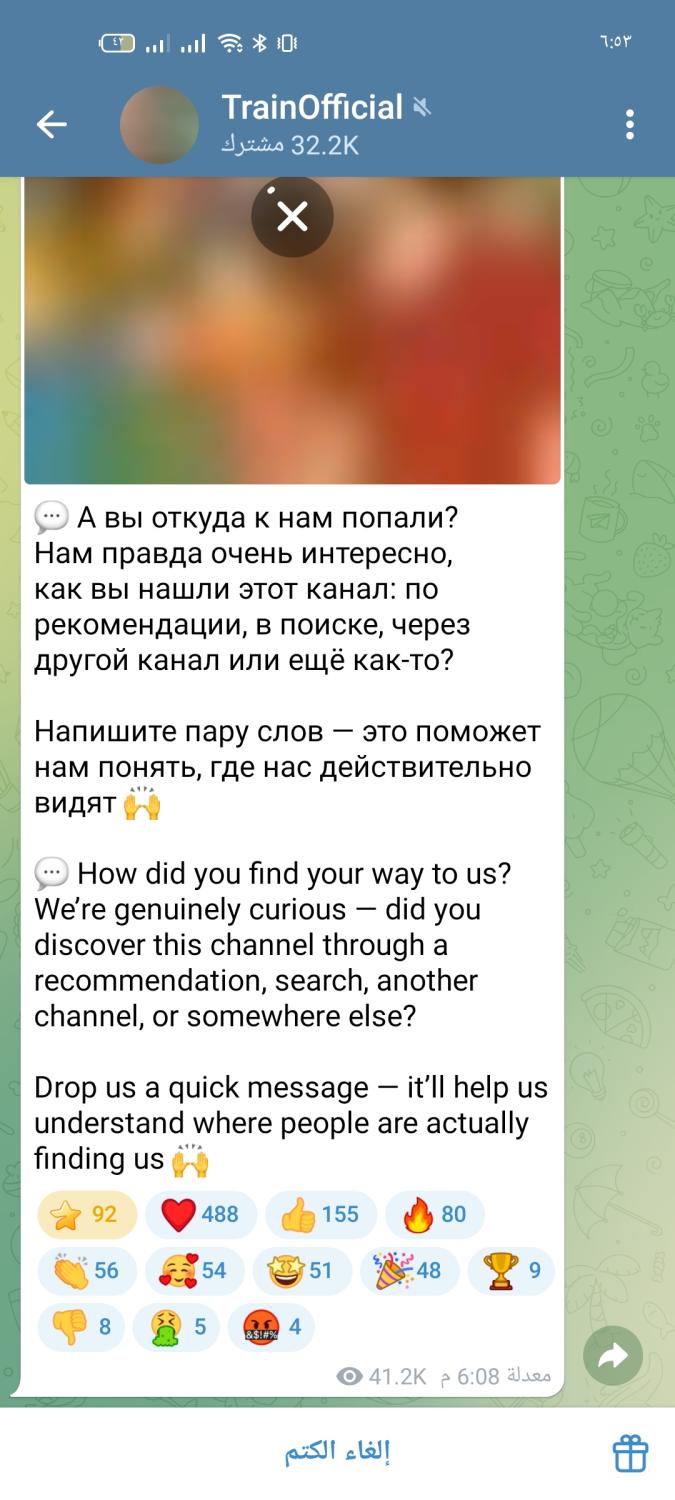 ٤٢
٦:٥٣
TrainOfficial
32.2K مشترك
💬 А вы откуда к нам попали?
Нам правда очень интересно,
как вы нашли этот канал: по
рекомендации, в поиске, через
другой канал или ещё как-то?
Напишите пару слов — это поможет
нам понять, где нас действительно
видят 🙌
💬 How did you find your way to us?
We’re genuinely curious — did you
discover this channel through a
recommendation, search, another
channel, or somewhere else?
Drop us a quick message — it’ll help us
understand where people are actually
finding us 🙌
⭐ 92 ❤️ 488 👍 155 🔥 80
👏 56 🥰 54 🤩 51 🎉 48 🏆 9
👎 8 🤮 5 🤬 4
41.2K معدلة 6:08 م
إلغاء الكتم